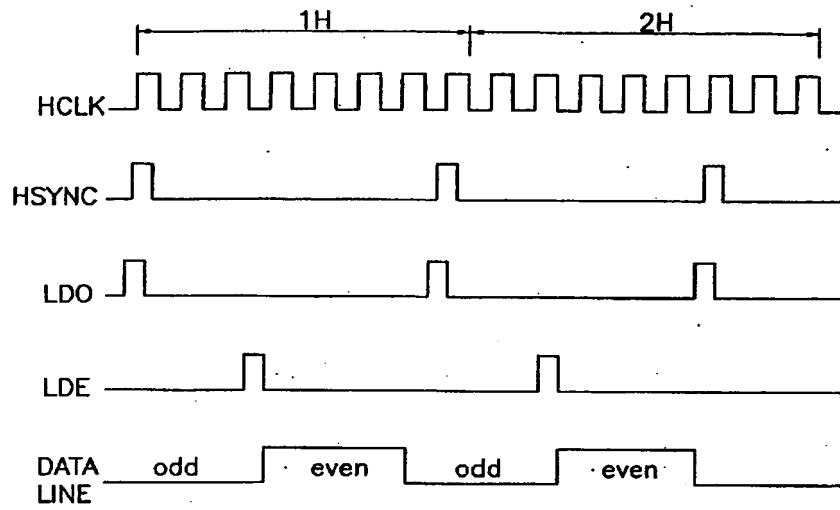 1H 2H
HCLK
HSYNC
LDO
LDE
DATA LINE odd even odd even